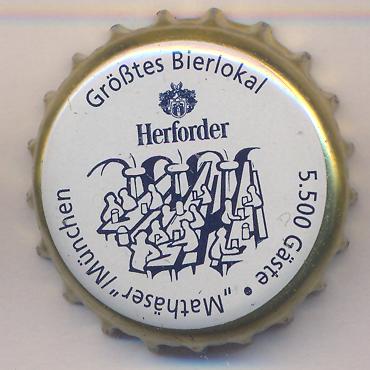 Größtes Bierlokal
Herforder
5.500 Gäste • „Mathäser"/München